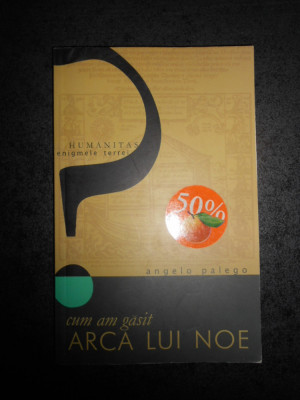 HUMANITAS
enigmele terrei
50%
angelo palego
cum am găsit
ARCA LUI NOE